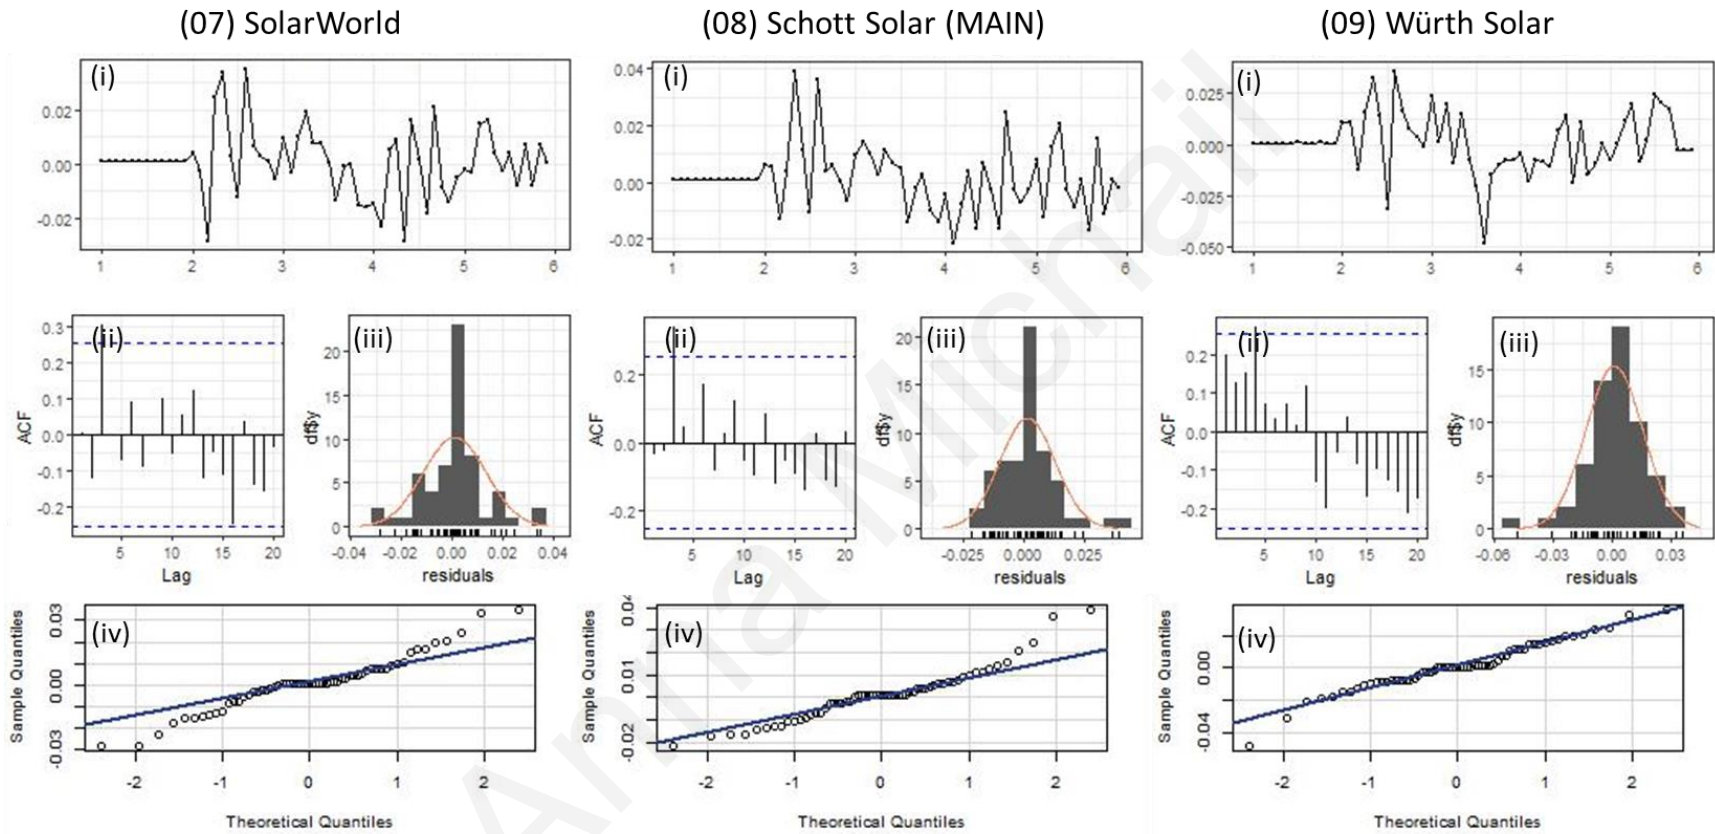 (07) SolarWorld
(i)
0.02
0.00
-0.02
1 2 3 4 5 6
(ii)
0.3
0.2
0.1
0.0
-0.1
-0.2
ACF
5 10 15 20
Lag
(iii)
20
15
10
5
0
df$y
-0.04 -0.02 0.00 0.02 0.04
residuals
(iv)
Sample Quantiles
0.03
0.00
-0.03
-2 -1 0 1 2
Theoretical Quantiles
(08) Schott Solar (MAIN)
(i)
0.04
0.02
0.00
-0.02
1 2 3 4 5 6
(ii)
0.2
0.0
-0.2
ACF
5 10 15 20
Lag
(iii)
20
15
10
5
0
df$y
-0.025 0.000 0.025
residuals
(iv)
Sample Quantiles
0.04
0.01
-0.02
-2 -1 0 1 2
Theoretical Quantiles
(09) Würth Solar
(i)
0.025
0.000
-0.025
-0.050
1 2 3 4 5 6
(ii)
0.2
0.1
0.0
-0.1
-0.2
ACF
5 10 15 20
Lag
(iii)
15
10
5
0
df$y
-0.06 -0.03 0.00 0.03
residuals
(iv)
Sample Quantiles
0.00
-0.04
-2 -1 0 1 2
Theoretical Quantiles
Anna Michail